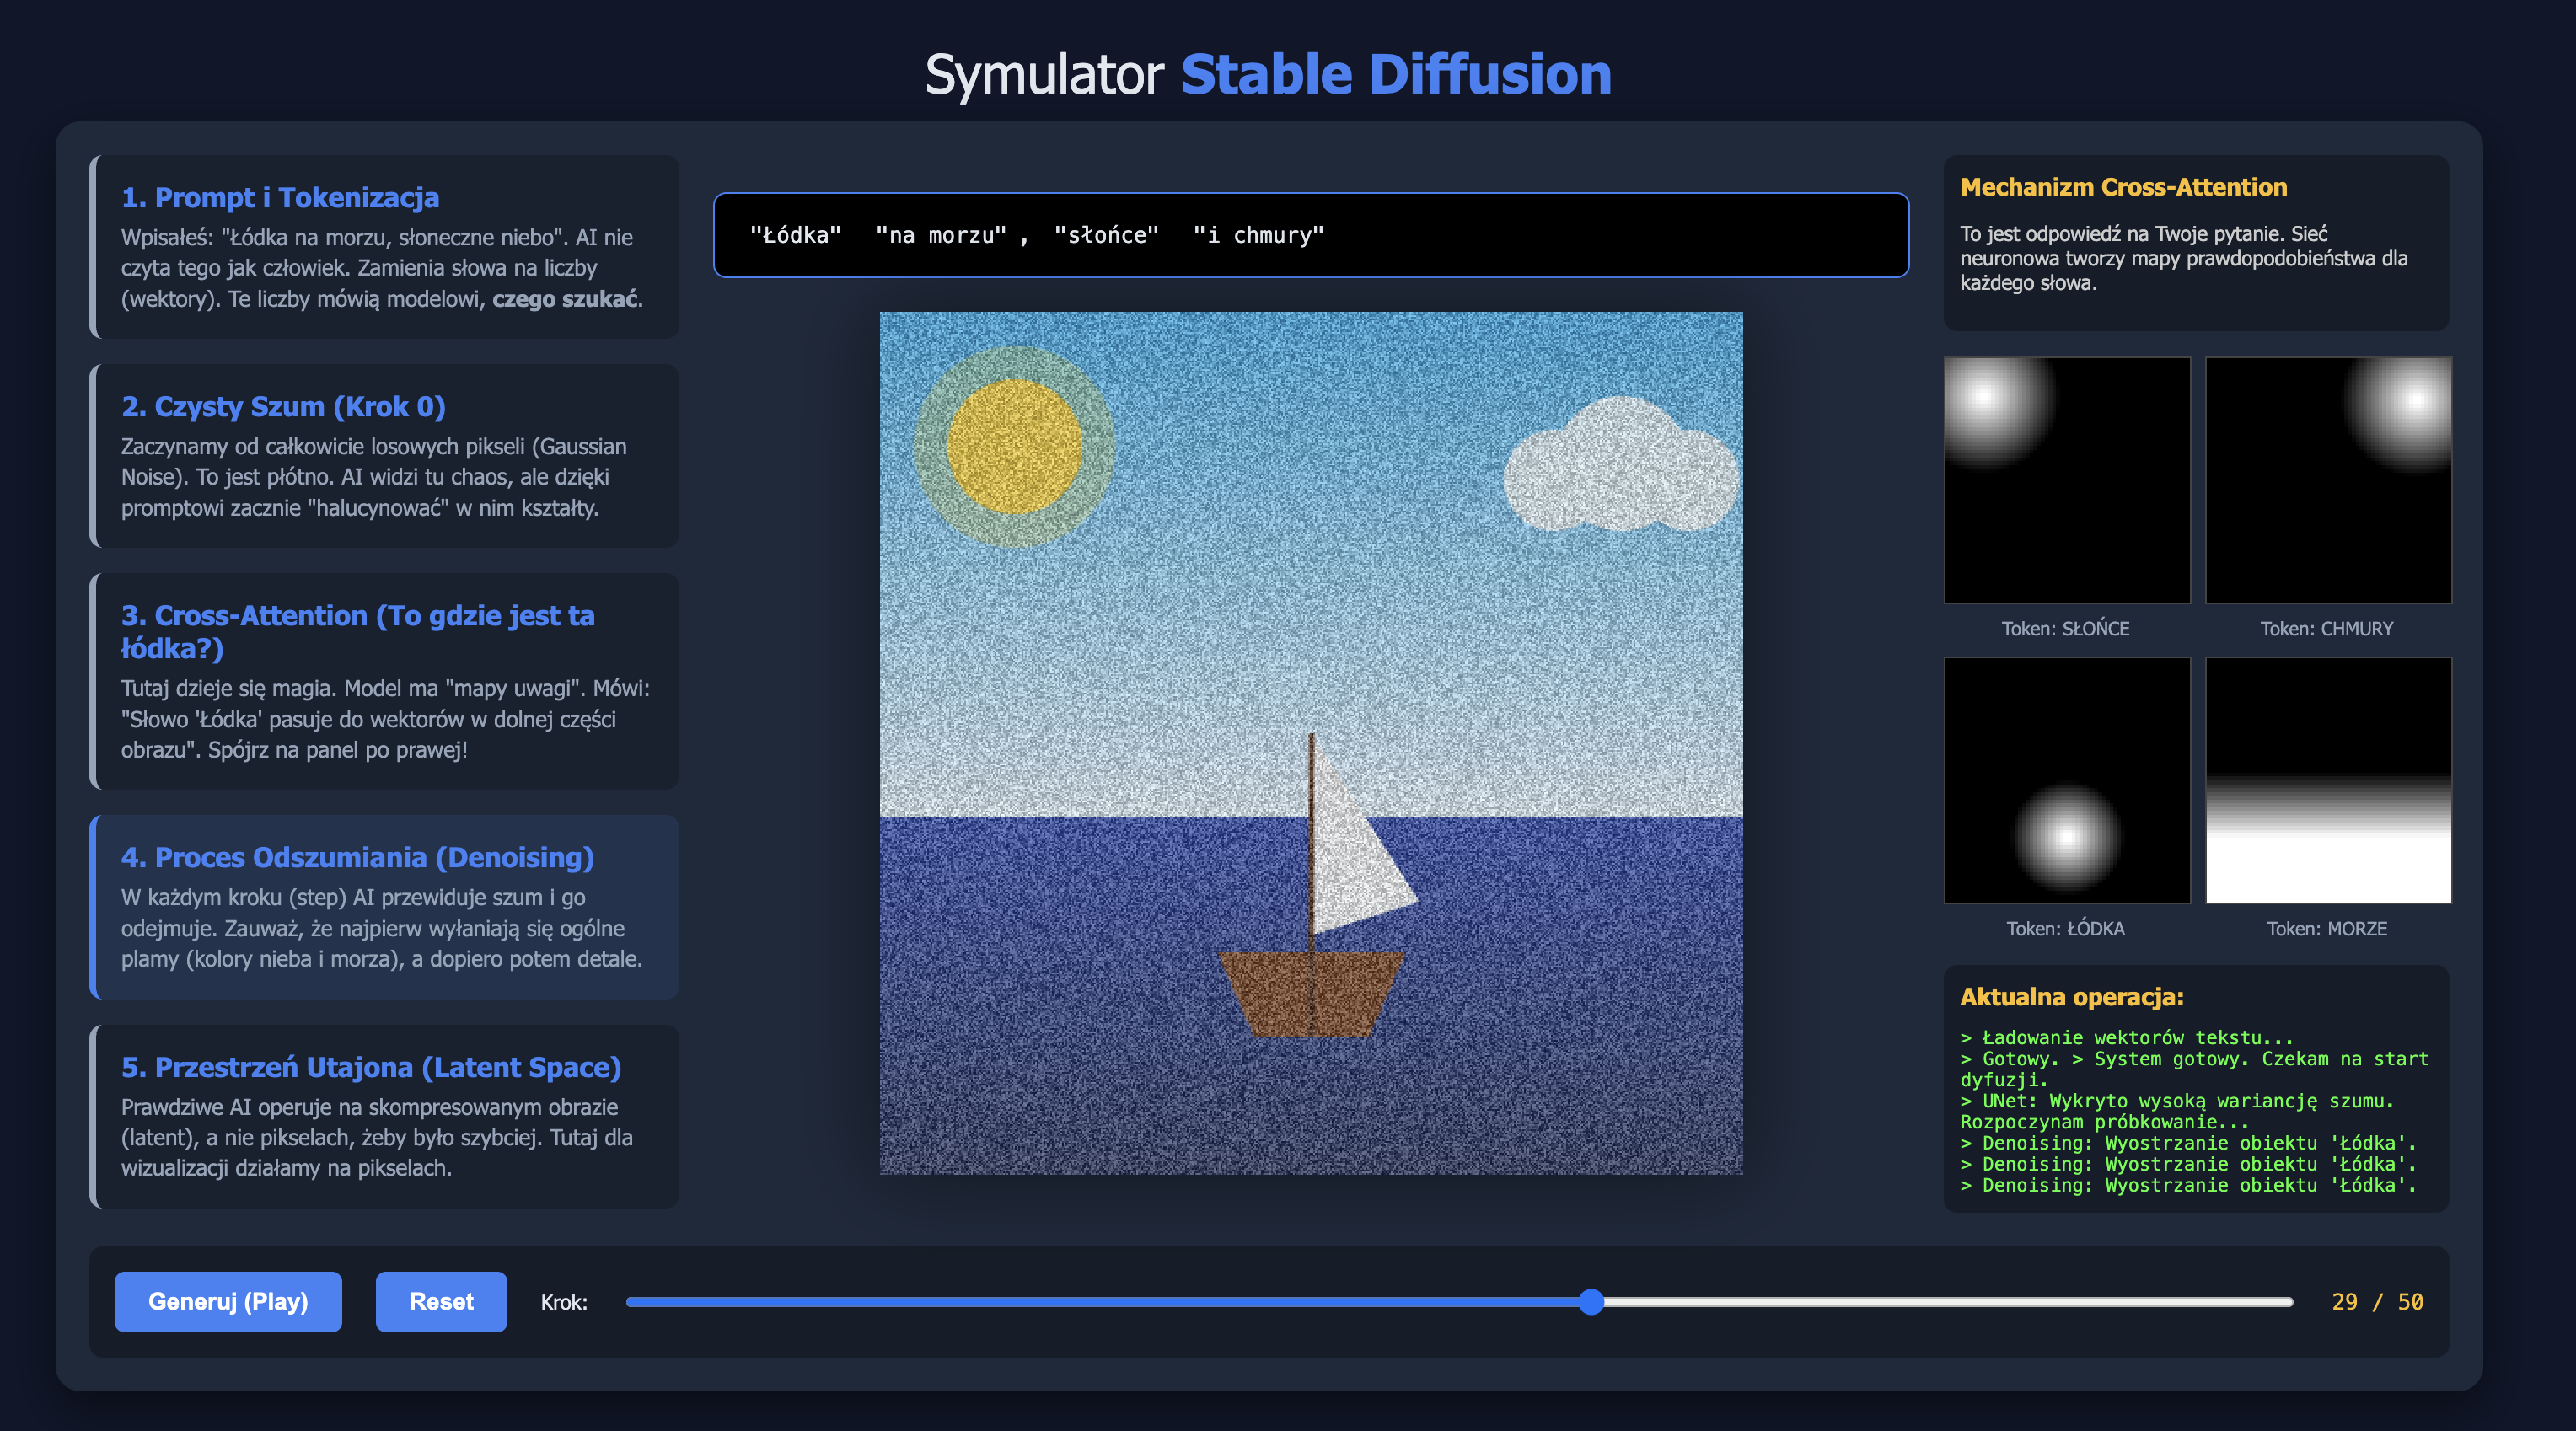 Symulator Stable Diffusion
1. Prompt i Tokenizacja
Wpisałeś: "Łódka na morzu, słoneczne niebo". AI nie
czyta tego jak człowiek. Zamienia słowa na liczby
(wektory). Te liczby mówią modelowi, czego szukać.
2. Czysty Szum (Krok 0)
Zaczynamy od całkowicie losowych pikseli (Gaussian
Noise). To jest płótno. AI widzi tu chaos, ale dzięki
promptowi zacznie "halucynować" w nim kształty.
3. Cross-Attention (To gdzie jest ta
łódka?)
Tutaj dzieje się magia. Model ma "mapy uwagi". Mówi:
"Słowo 'Łódka' pasuje do wektorów w dolnej części
obrazu". Spójrz na panel po prawej!
4. Proces Odszumiania (Denoising)
W każdym kroku (step) AI przewiduje szum i go
odejmuje. Zauważ, że najpierw wyłaniają się ogólne
plamy (kolory nieba i morza), a dopiero potem detale.
5. Przestrzeń Utajona (Latent Space)
Prawdziwe AI operuje na skompresowanym obrazie
(latent), a nie pikselach, żeby było szybciej. Tutaj dla
wizualizacji działamy na pikselach.
"Łódka" "na morzu" , "słońce" "i chmury"
Mechanizm Cross-Attention
To jest odpowiedź na Twoje pytanie. Sieć
neuronowa tworzy mapy prawdopodobieństwa dla
każdego słowa.
Token: SŁOŃCE
Token: CHMURY
Token: ŁÓDKA
Token: MORZE
Aktualna operacja:
> Ładowanie wektorów tekstu...
> Gotowy. > System gotowy. Czekam na start
dyfuzji.
> UNet: Wykryto wysoką wariancję szumu.
Rozpoczynam próbkowanie...
> Denoising: Wyostrzanie obiektu 'Łódka'.
> Denoising: Wyostrzanie obiektu 'Łódka'.
> Denoising: Wyostrzanie obiektu 'Łódka'.
Generuj (Play)
Reset
Krok:
29 / 50